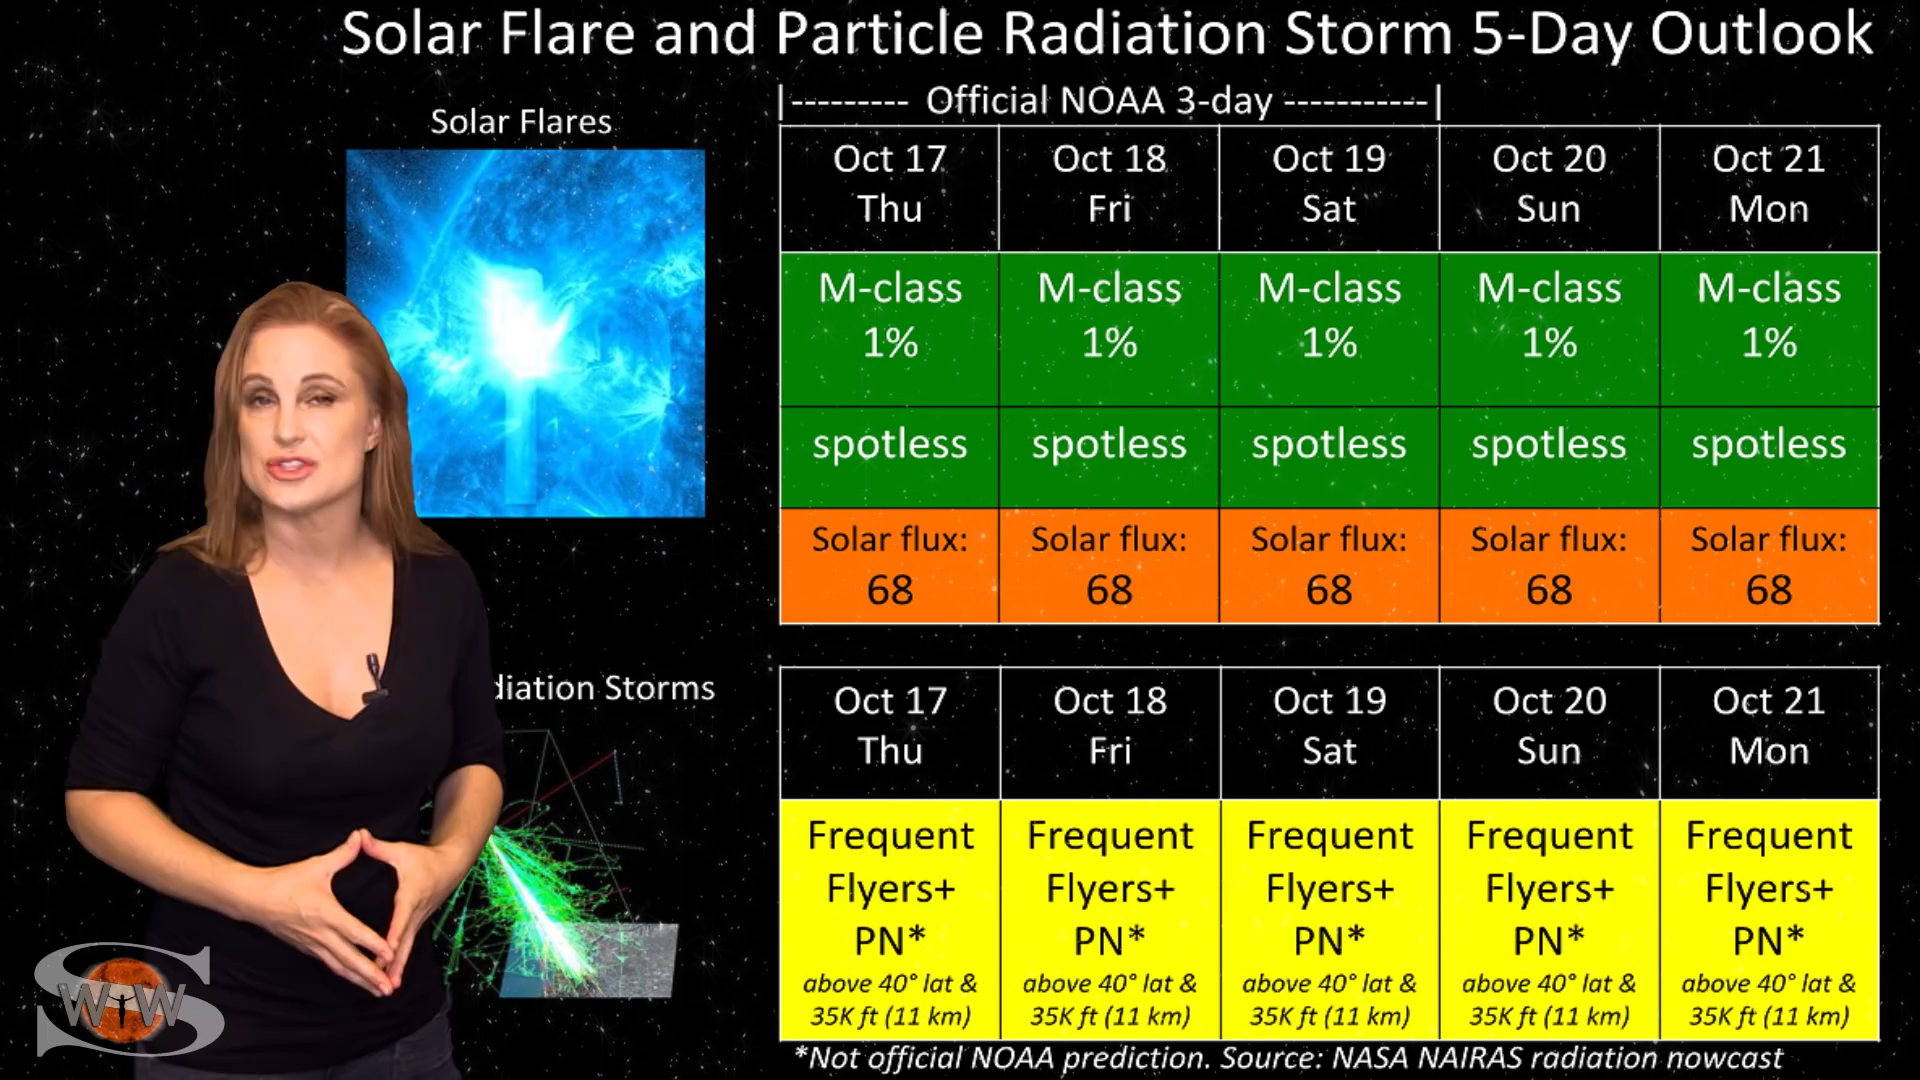 Solar Flare and Particle Radiation Storm 5-Day Outlook
|--------- Official NOAA 3-day -----------|
Solar Flares
Oct 17 Oct 18 Oct 19 Oct 20 Oct 21
Thu Fri Sat Sun Mon
M-class M-class M-class M-class M-class
1% 1% 1% 1% 1%
spotless spotless spotless spotless spotless
Solar flux: Solar flux: Solar flux: Solar flux: Solar flux:
68 68 68 68 68
diation Storms
Oct 17 Oct 18 Oct 19 Oct 20 Oct 21
Thu Fri Sat Sun Mon
Frequent Frequent Frequent Frequent Frequent
Flyers+ Flyers+ Flyers+ Flyers+ Flyers+
PN* PN* PN* PN* PN*
above 40° lat & above 40° lat & above 40° lat & above 40° lat & above 40° lat &
35K ft (11 km) 35K ft (11 km) 35K ft (11 km) 35K ft (11 km) 35K ft (11 km)
*Not official NOAA prediction. Source: NASA NAIRAS radiation nowcast
S
WTW